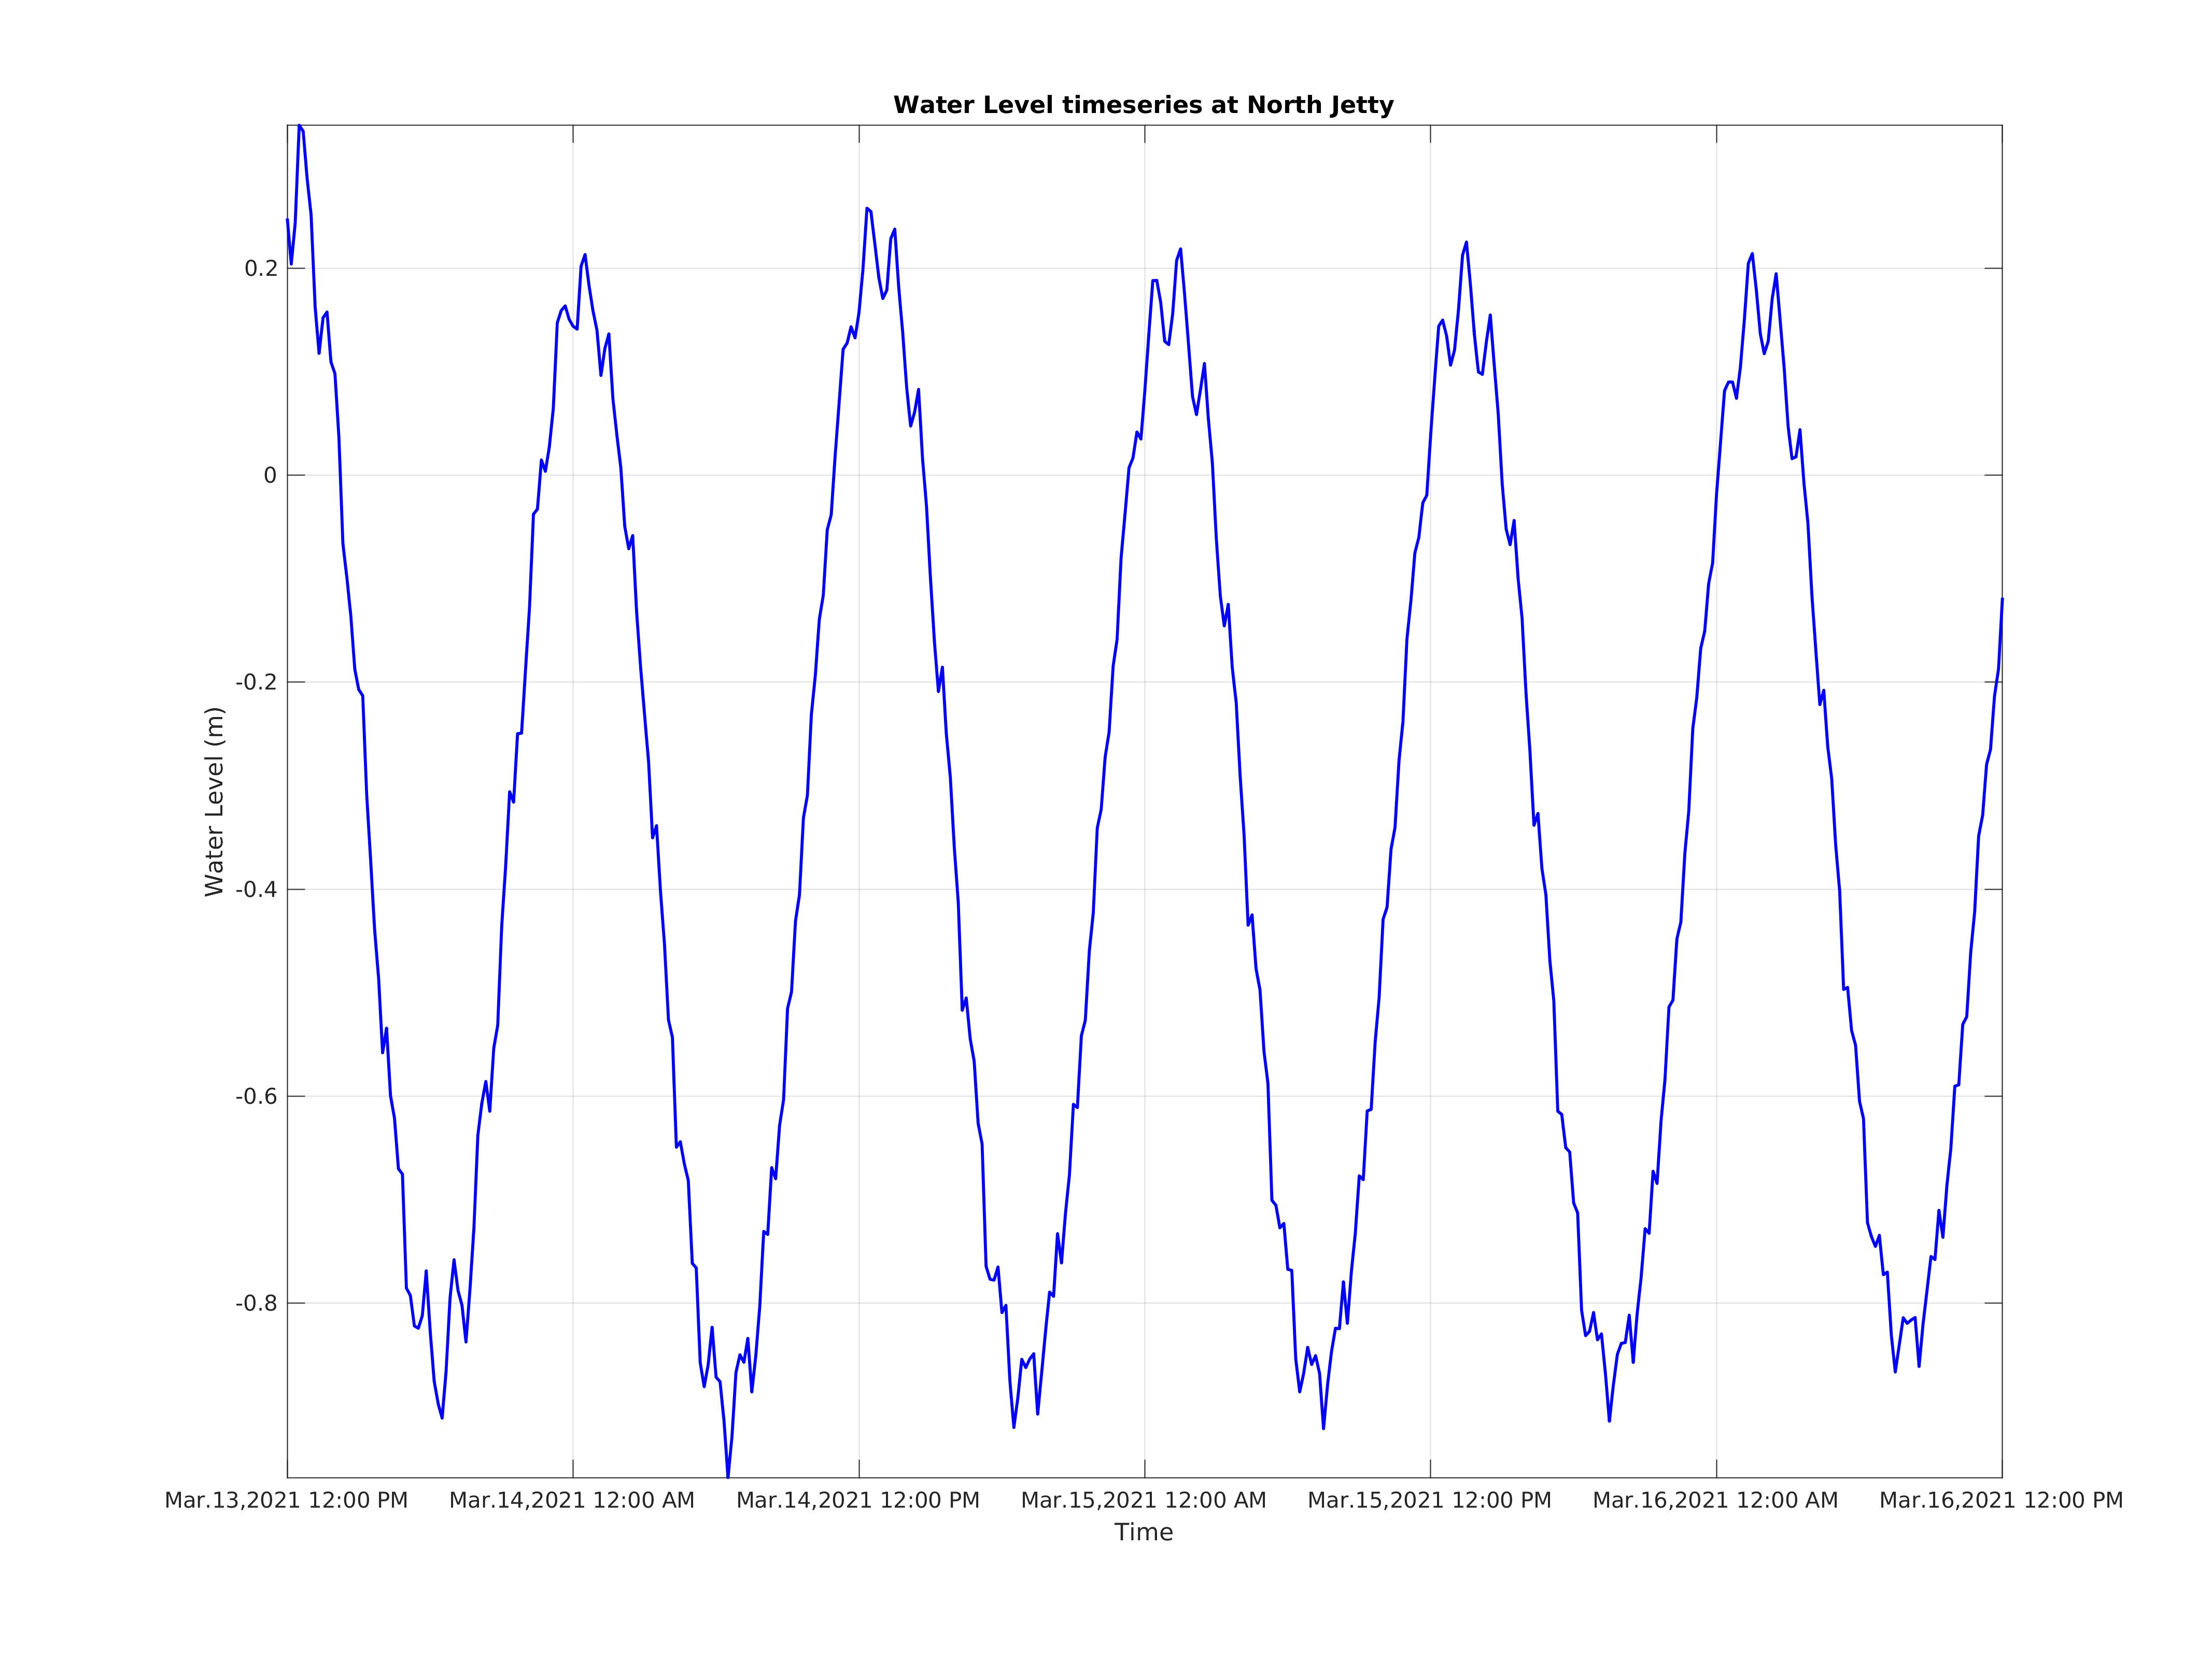 Water Level timeseries at North Jetty
0.2
0
-0.2
-0.4
-0.6
-0.8
Water Level (m)
Mar.13,2021 12:00 PM Mar.14,2021 12:00 AM Mar.14,2021 12:00 PM Mar.15,2021 12:00 AM Mar.15,2021 12:00 PM Mar.16,2021 12:00 AM Mar.16,2021 12:00 PM
Time